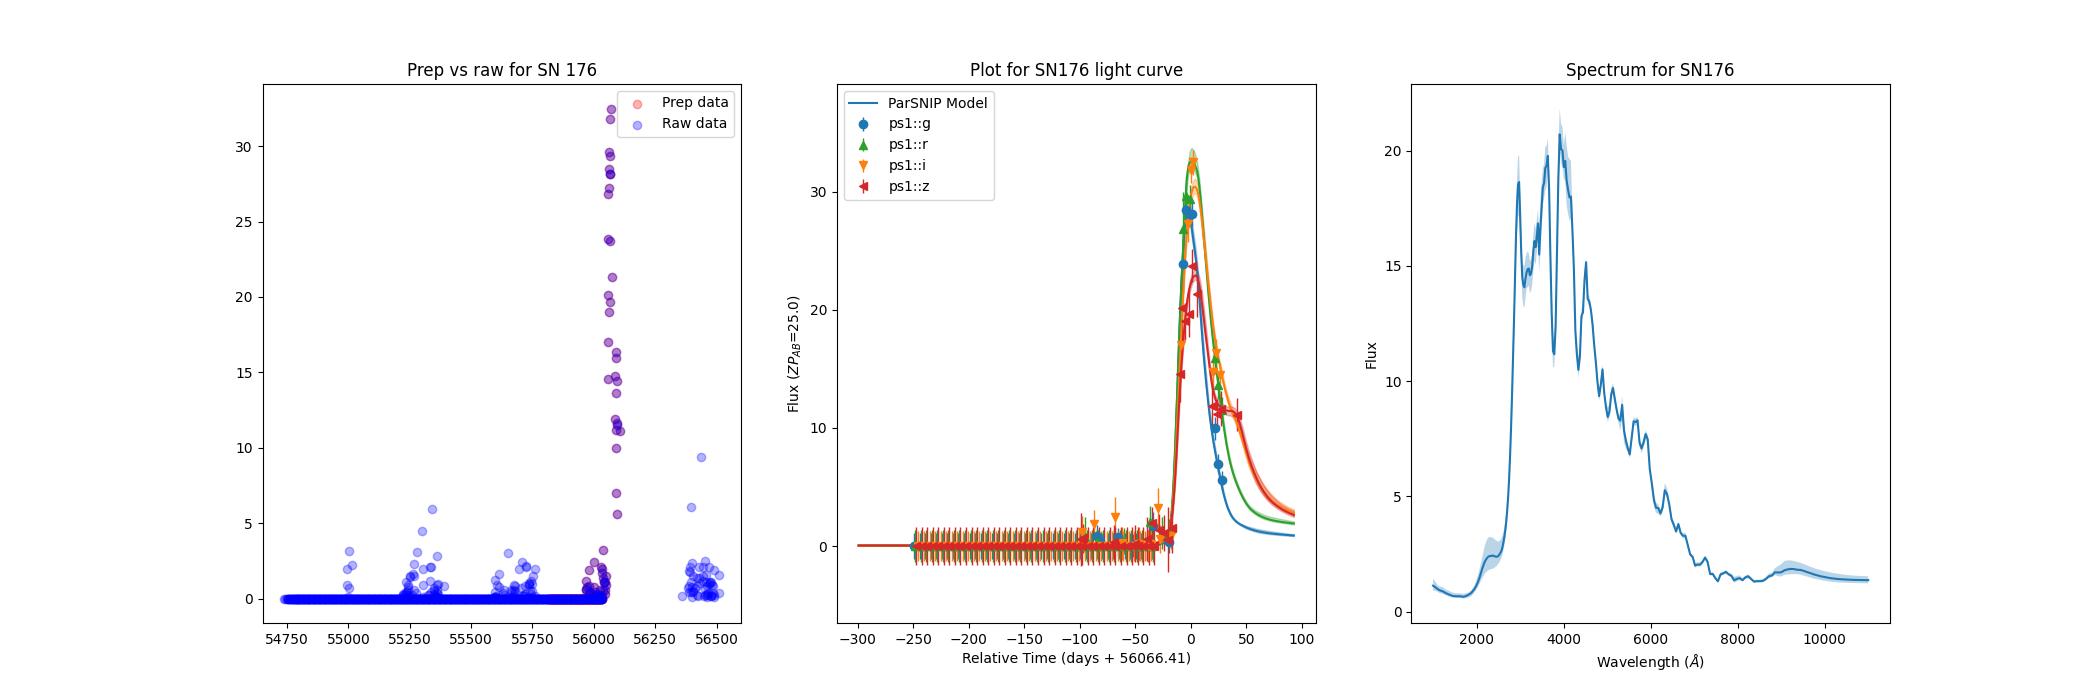 Prep vs raw for SN 176
Prep data
Raw data
30
25
20
15
10
5
0
54750 55000 55250 55500 55750 56000 56250 56500
Plot for SN176 light curve
ParSNIP Model
ps1::g
ps1::r
ps1::i
ps1::z
Flux (ZP_AB=25.0)
30
20
10
0
−300 −250 −200 −150 −100 −50 0 50 100
Relative Time (days + 56066.41)
Spectrum for SN176
Flux
20
15
10
5
0
2000 4000 6000 8000 10000
Wavelength (Å)